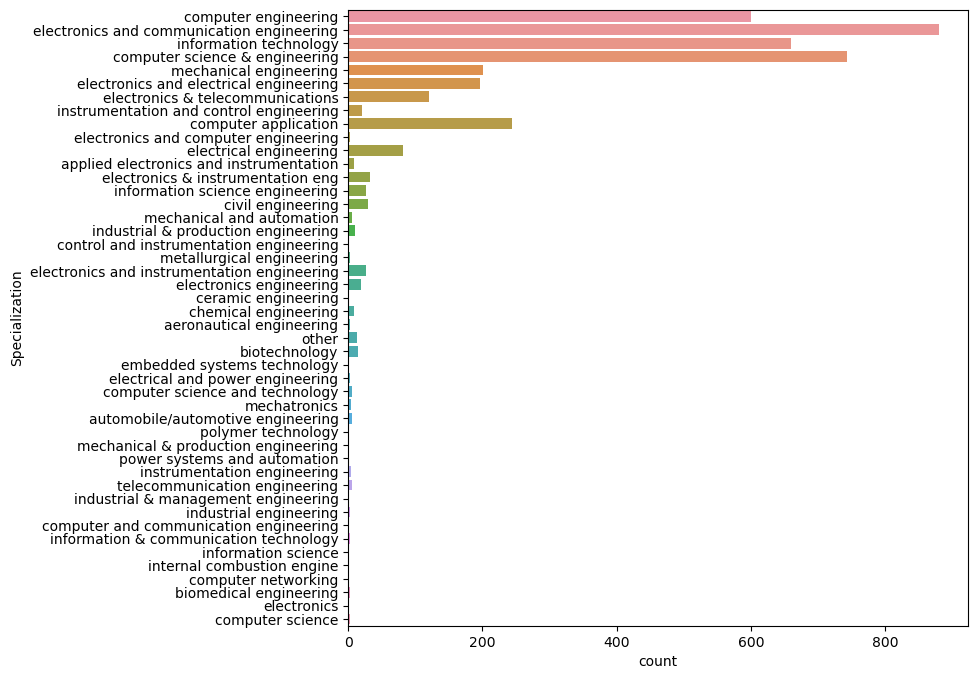 computer engineering
electronics and communication engineering
information technology
computer science & engineering
mechanical engineering
electronics and electrical engineering
electronics & telecommunications
instrumentation and control engineering
computer application
electronics and computer engineering
electrical engineering
applied electronics and instrumentation
electronics & instrumentation eng
information science engineering
civil engineering
mechanical and automation
industrial & production engineering
control and instrumentation engineering
metallurgical engineering
electronics and instrumentation engineering
electronics engineering
ceramic engineering
chemical engineering
aeronautical engineering
other
biotechnology
embedded systems technology
electrical and power engineering
computer science and technology
mechatronics
automobile/automotive engineering
polymer technology
mechanical & production engineering
power systems and automation
instrumentation engineering
telecommunication engineering
industrial & management engineering
industrial engineering
computer and communication engineering
information & communication technology
information science
internal combustion engine
computer networking
biomedical engineering
electronics
computer science
Specialization
0 200 400 600 800
count